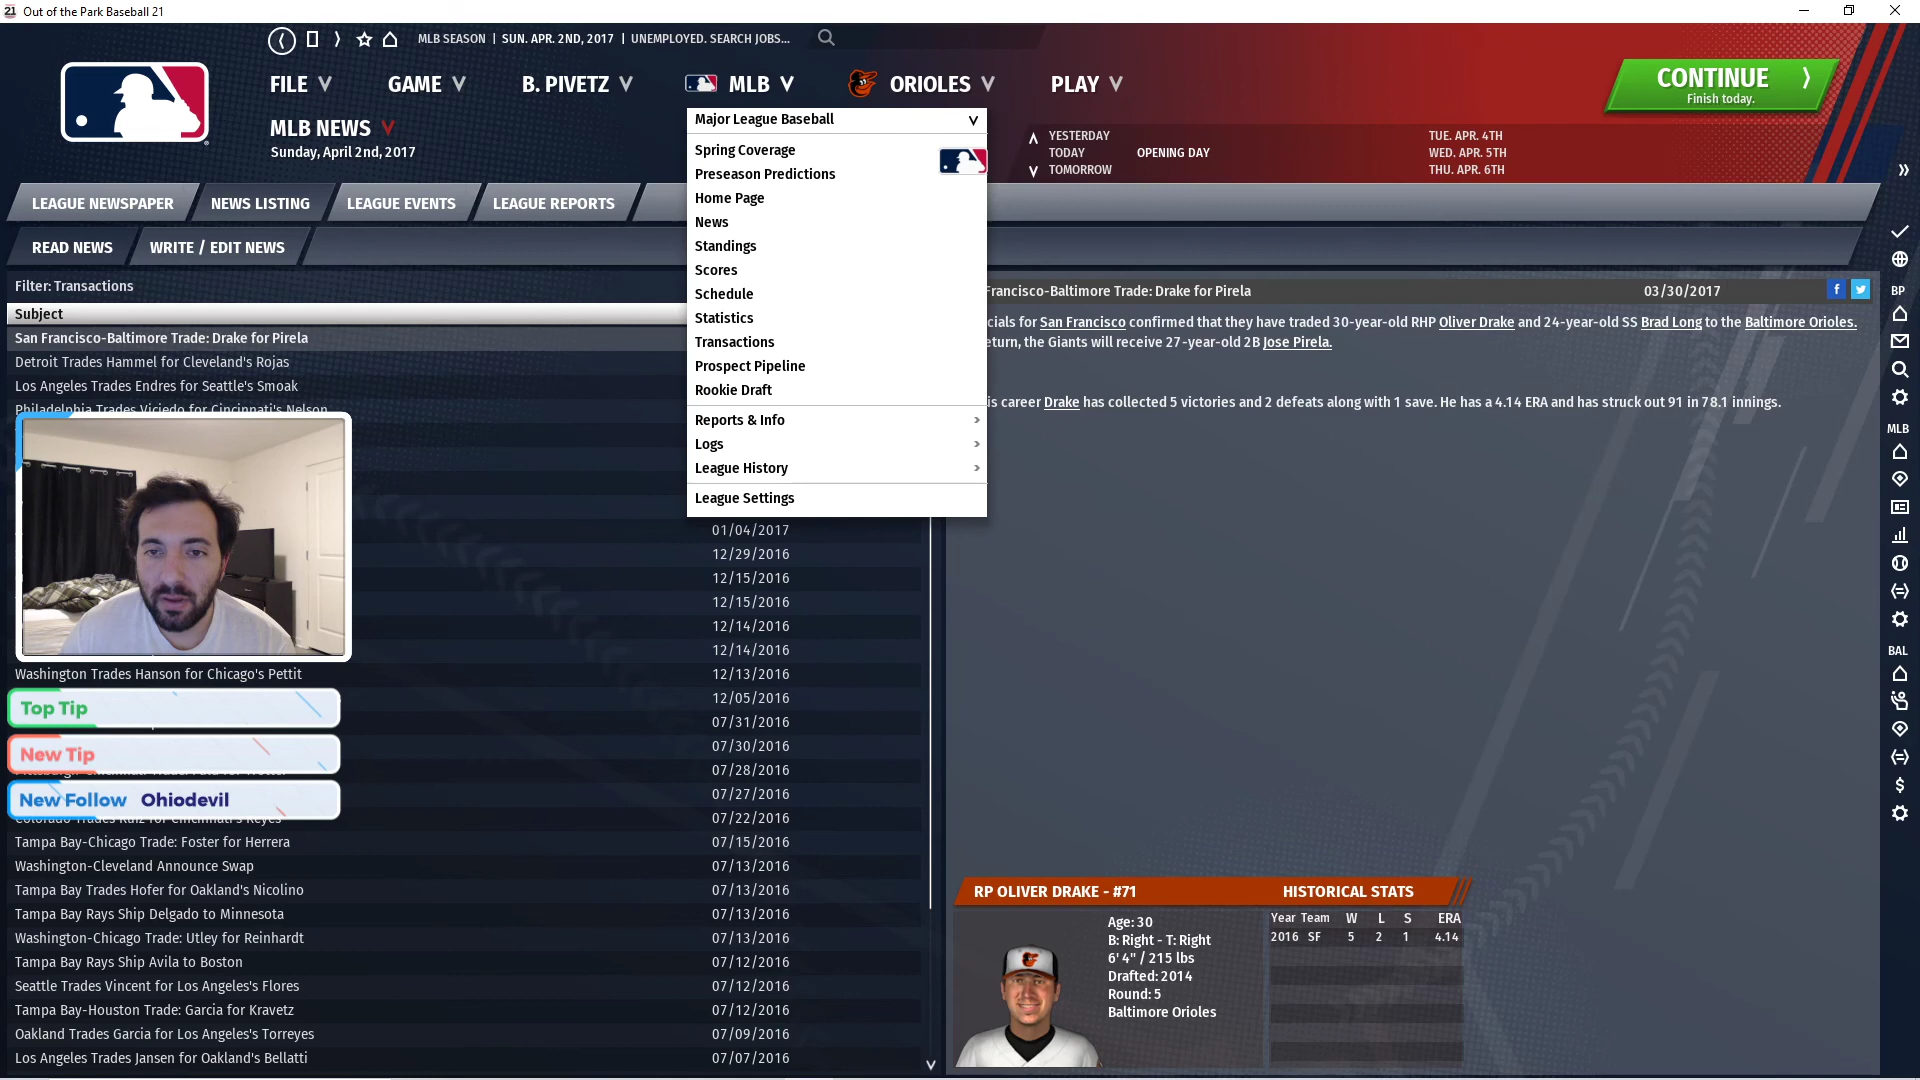 21 Out of the Park Baseball 21
MLB SEASON | SUN. APR. 2ND, 2017 | UNEMPLOYED. SEARCH JOBS...
FILE GAME B. PIVETZ MLB ORIOLES PLAY
CONTINUE
Finish today.
MLB NEWS
Sunday, April 2nd, 2017
YESTERDAY
TODAY OPENING DAY
TOMORROW
TUE. APR. 4TH
WED. APR. 5TH
THU. APR. 6TH
Major League Baseball
Spring Coverage
Preseason Predictions
Home Page
News
Standings
Scores
Schedule
Statistics
Transactions
Prospect Pipeline
Rookie Draft
Reports & Info
Logs
League History
League Settings
LEAGUE NEWSPAPER NEWS LISTING LEAGUE EVENTS LEAGUE REPORTS
READ NEWS WRITE / EDIT NEWS
Filter: Transactions
Subject
San Francisco-Baltimore Trade: Drake for Pirela
Detroit Trades Hammel for Cleveland's Rojas
Los Angeles Trades Endres for Seattle's Smoak
Philadelphia Trades Viciedo for Cincinnati's Nelson
01/04/2017
12/29/2016
12/15/2016
12/15/2016
12/14/2016
12/14/2016
Washington Trades Hanson for Chicago's Pettit 12/13/2016
12/05/2016
Top Tip
07/31/2016
07/30/2016
New Tip
07/28/2016
07/27/2016
New Follow Ohiodevil
Colorado Trades Ruiz for Cincinnati's Reyes 07/22/2016
Tampa Bay-Chicago Trade: Foster for Herrera 07/15/2016
Washington-Cleveland Announce Swap 07/13/2016
Tampa Bay Trades Hofer for Oakland's Nicolino 07/13/2016
Tampa Bay Rays Ship Delgado to Minnesota 07/13/2016
Washington-Chicago Trade: Utley for Reinhardt 07/13/2016
Tampa Bay Rays Ship Avila to Boston 07/12/2016
Seattle Trades Vincent for Los Angeles's Flores 07/12/2016
Tampa Bay-Houston Trade: Garcia for Kravetz 07/12/2016
Oakland Trades Garcia for Los Angeles's Torreyes 07/09/2016
Los Angeles Trades Jansen for Oakland's Bellatti 07/07/2016
Francisco-Baltimore Trade: Drake for Pirela 03/30/2017
cials for San Francisco confirmed that they have traded 30-year-old RHP Oliver Drake and 24-year-old SS Brad Long to the Baltimore Orioles.
eturn, the Giants will receive 27-year-old 2B Jose Pirela.
is career Drake has collected 5 victories and 2 defeats along with 1 save. He has a 4.14 ERA and has struck out 91 in 78.1 innings.
RP OLIVER DRAKE - #71
Age: 30
B: Right - T: Right
6' 4" / 215 lbs
Drafted: 2014
Round: 5
Baltimore Orioles
HISTORICAL STATS
Year Team W L S ERA
2016 SF 5 2 1 4.14
BP
MLB
BAL